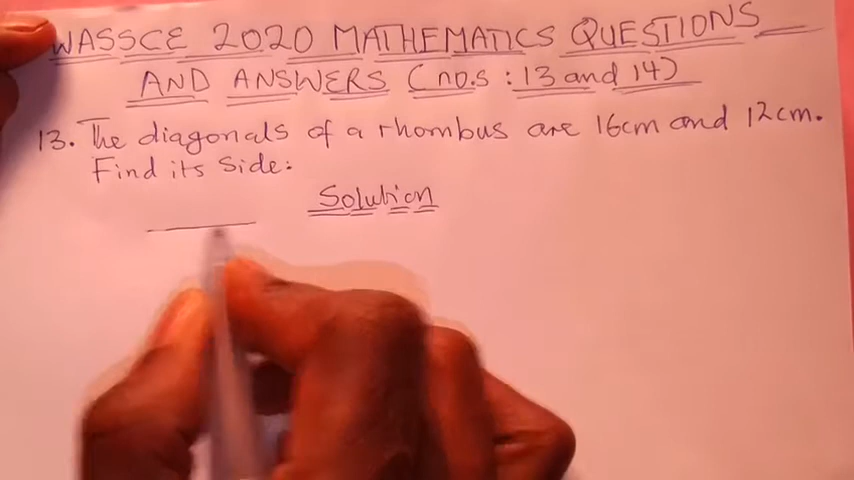 WASSCE 2020 MATHEMATICS QUESTIONS
AND ANSWERS (no.s : 13 and 14)
13. The diagonals of a rhombus are 16cm and 12cm.
Find its side:
Solution